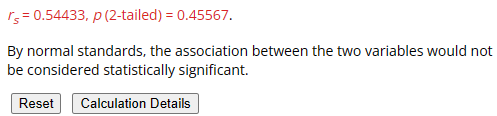 rs = 0.54433, p (2-tailed) = 0.45567.
By normal standards, the association between the two variables would not
be considered statistically significant.
Reset Calculation Details